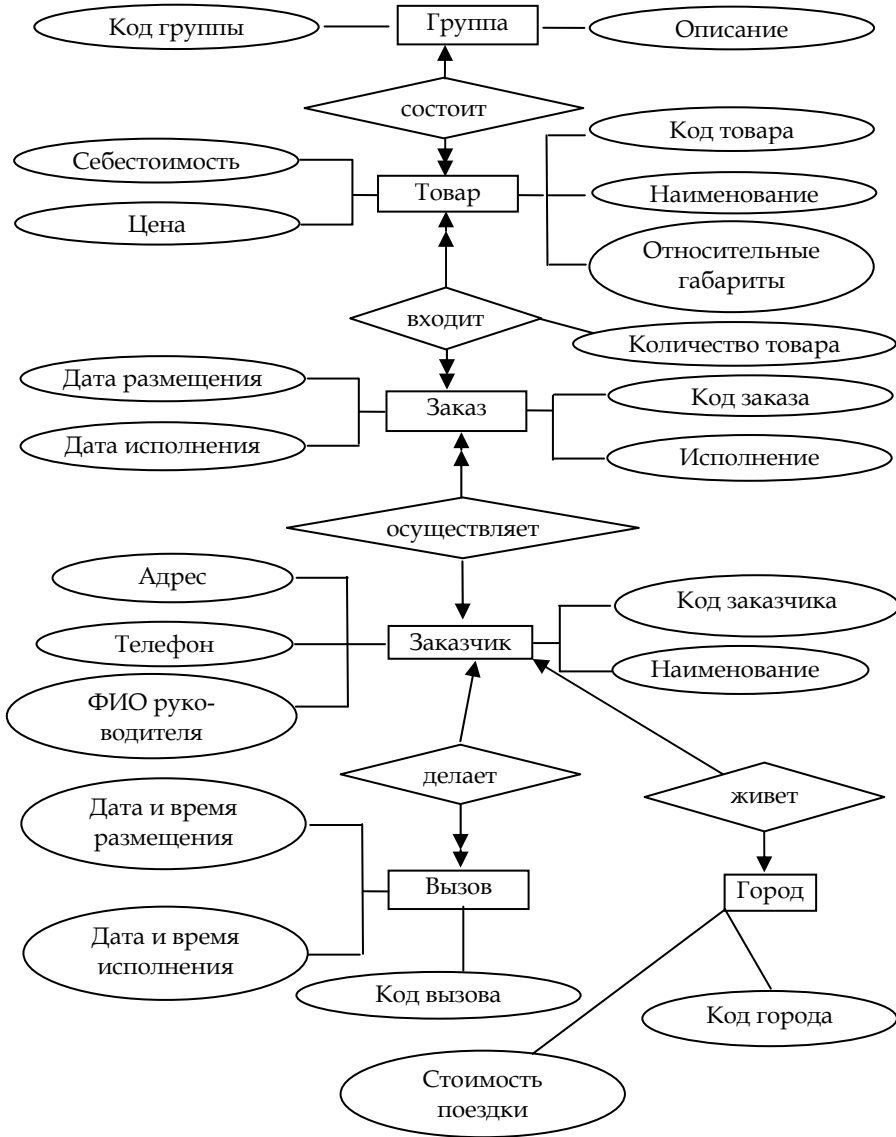 Код группы
Группа
Описание
состоит
Код товара
Себестоимость
Товар
Наименование
Цена
Относительные
габариты
входит
Количество товара
Дата размещения
Заказ
Код заказа
Дата исполнения
Исполнение
осуществляет
Адрес
Код заказчика
Телефон
Заказчик
Наименование
ФИО руко-
водителя
делает
живет
Дата и время
размещения
Вызов
Город
Дата и время
исполнения
Код вызова
Код города
Стоимость
поездки